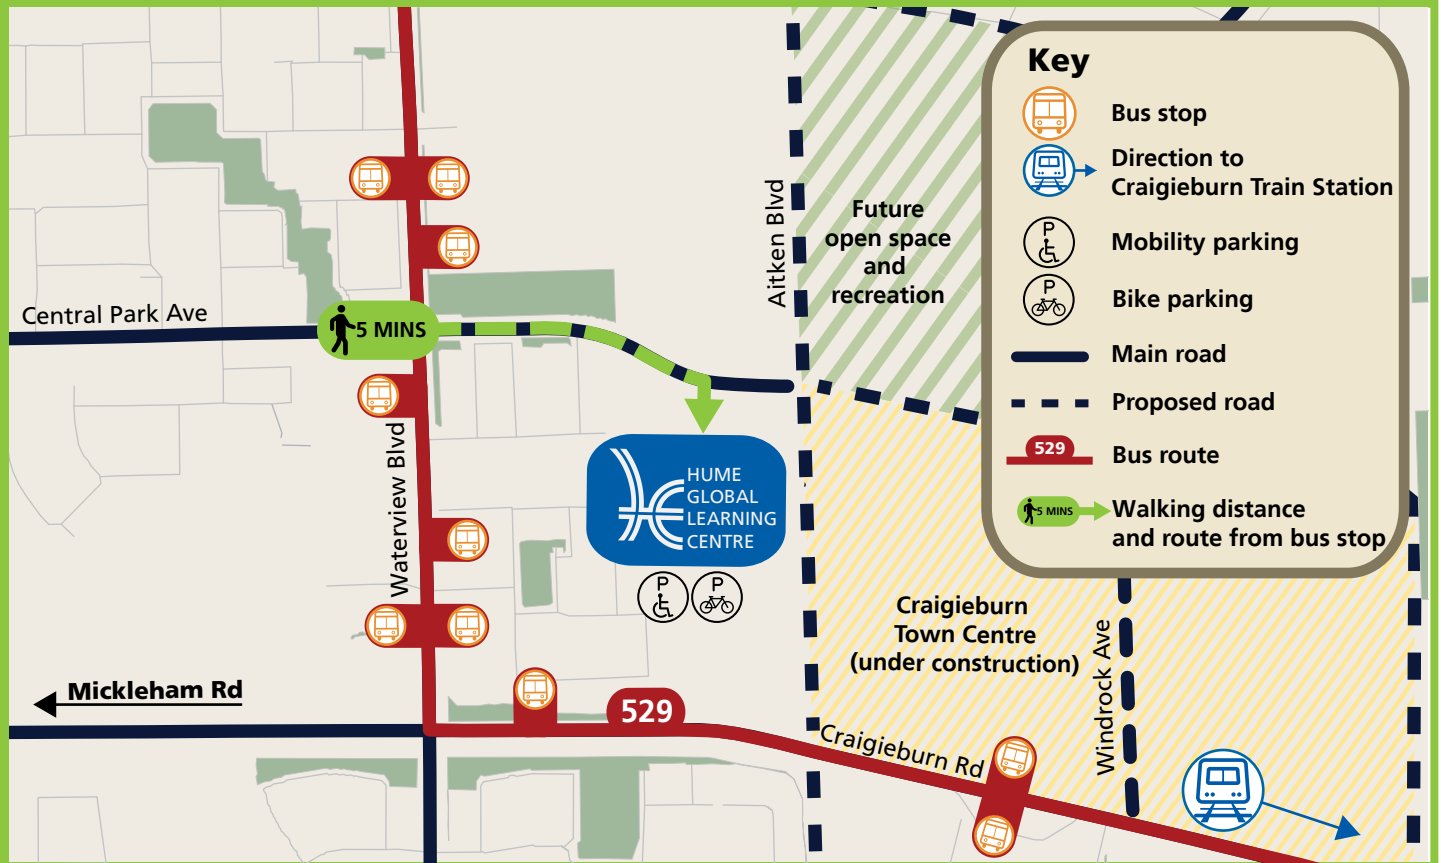 Key
Bus stop
Direction to
Craigieburn Train Station
P
Mobility parking
P
Bike parking
Main road
Proposed road
529
Bus route
5 MINS
Walking distance
and route from bus stop
Aitken Blvd
Future
open space
and
recreation
Central Park Ave
5 MINS
Waterview Blvd
HUME
GLOBAL
LEARNING
CENTRE
P
P
Craigieburn
Town Centre
(under construction)
Windrock Ave
Mickleham Rd
529
Craigieburn Rd